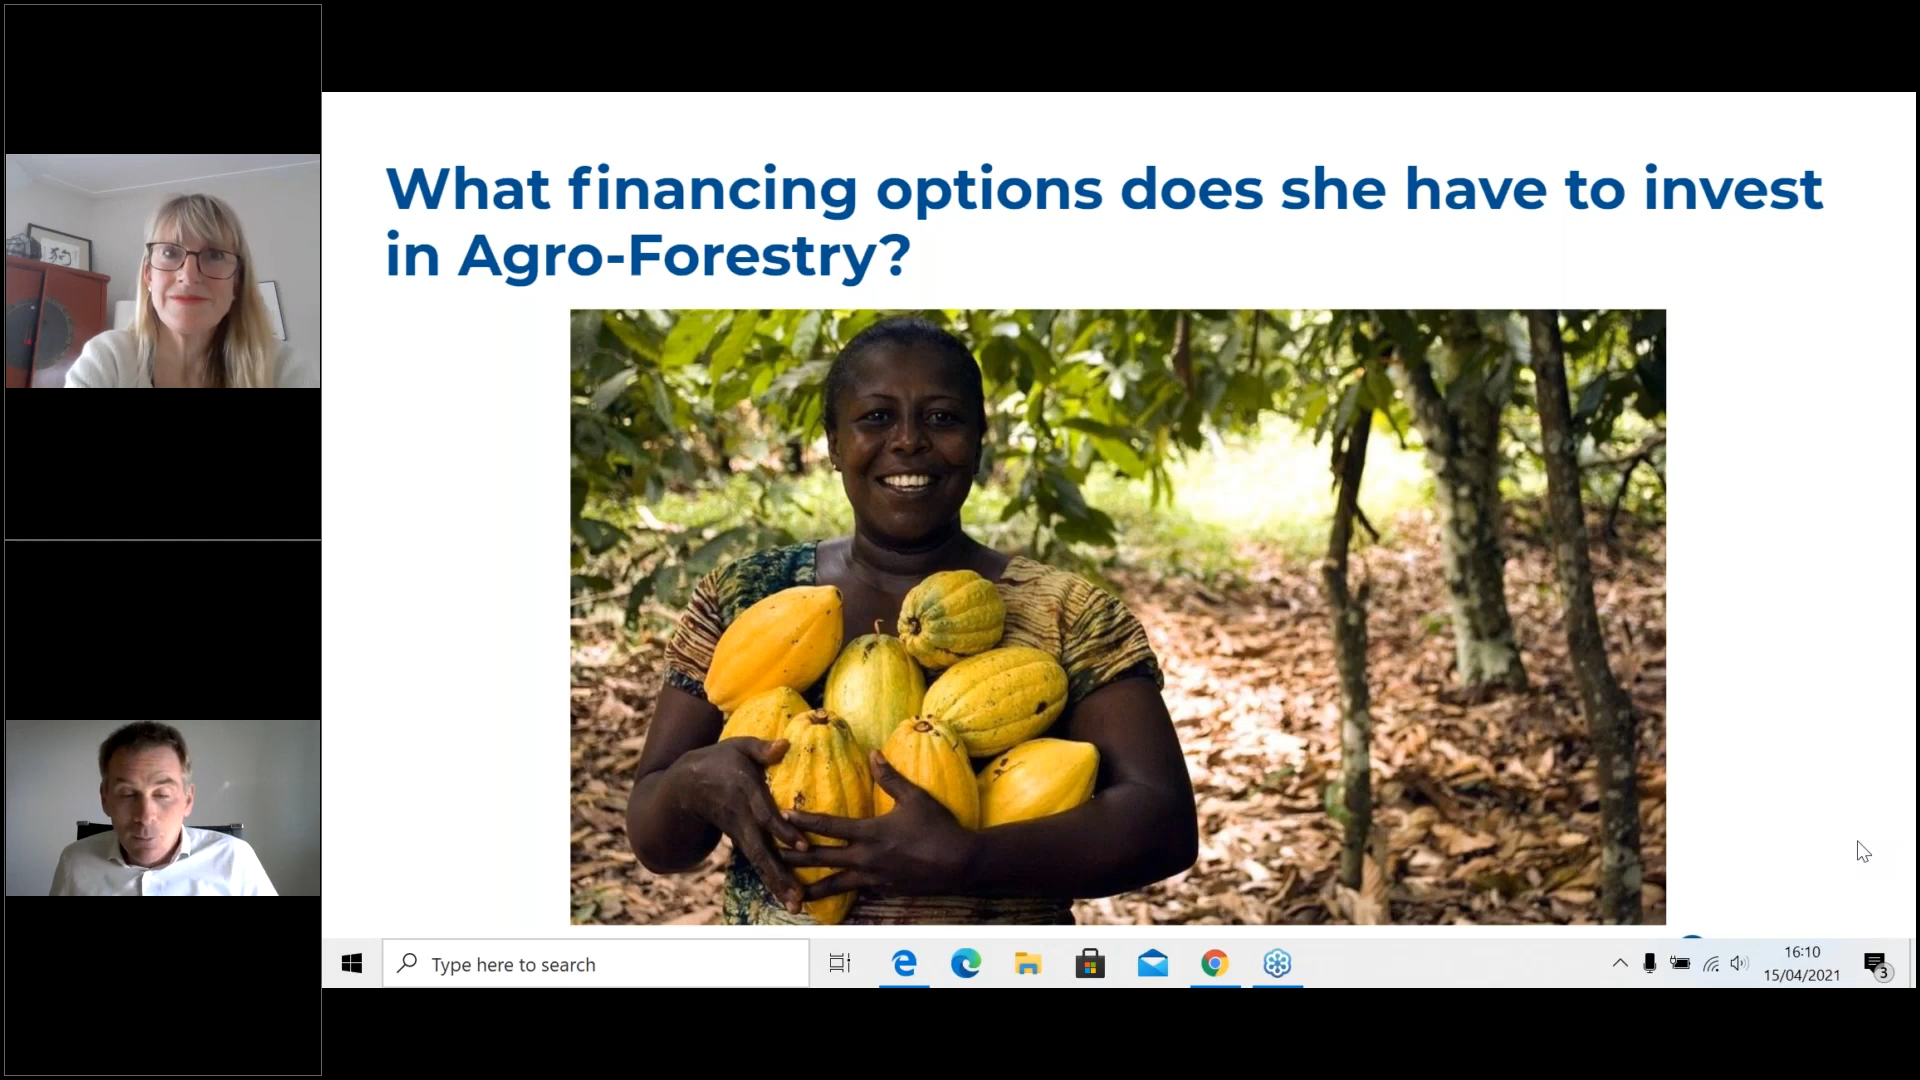 What financing options does she have to invest
in Agro-Forestry?
Type here to search
16:10
15/04/2021
3